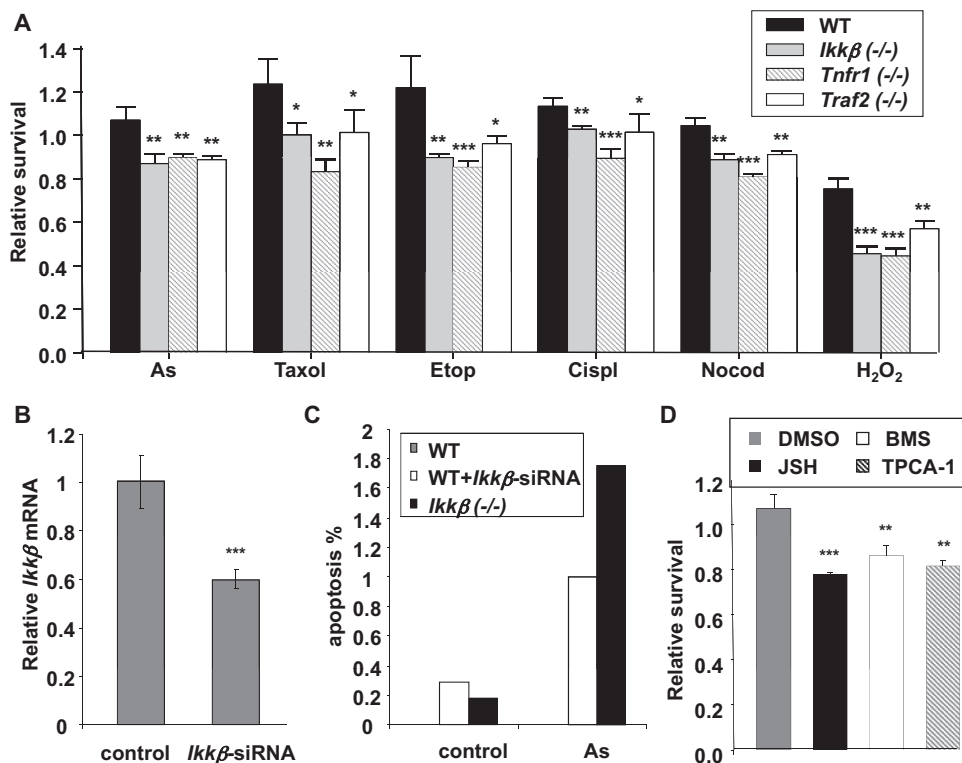 A
WT
Ikkβ (-/-)
Tnfr1 (-/-)
Traf2 (-/-)
Relative survival
1.4
1.2
1.0
0.8
0.6
0.4
0.2
0.0
** ** **
* ** *
** *** *
** *** *
** *** **
*** *** **
As Taxol Etop Cispl Nocod H₂O₂
B
Relative Ikkβ mRNA
1.2
1
0.8
0.6
0.4
0.2
0
***
control Ikkβ-siRNA
C
WT
WT+Ikkβ-siRNA
Ikkβ (-/-)
apoptosis %
2
1.8
1.6
1.4
1.2
1
0.8
0.6
0.4
0.2
0
control As
D
DMSO BMS
JSH TPCA-1
Relative survival
1.2
1.0
0.8
0.6
0.4
0.2
0.0
*** ** **